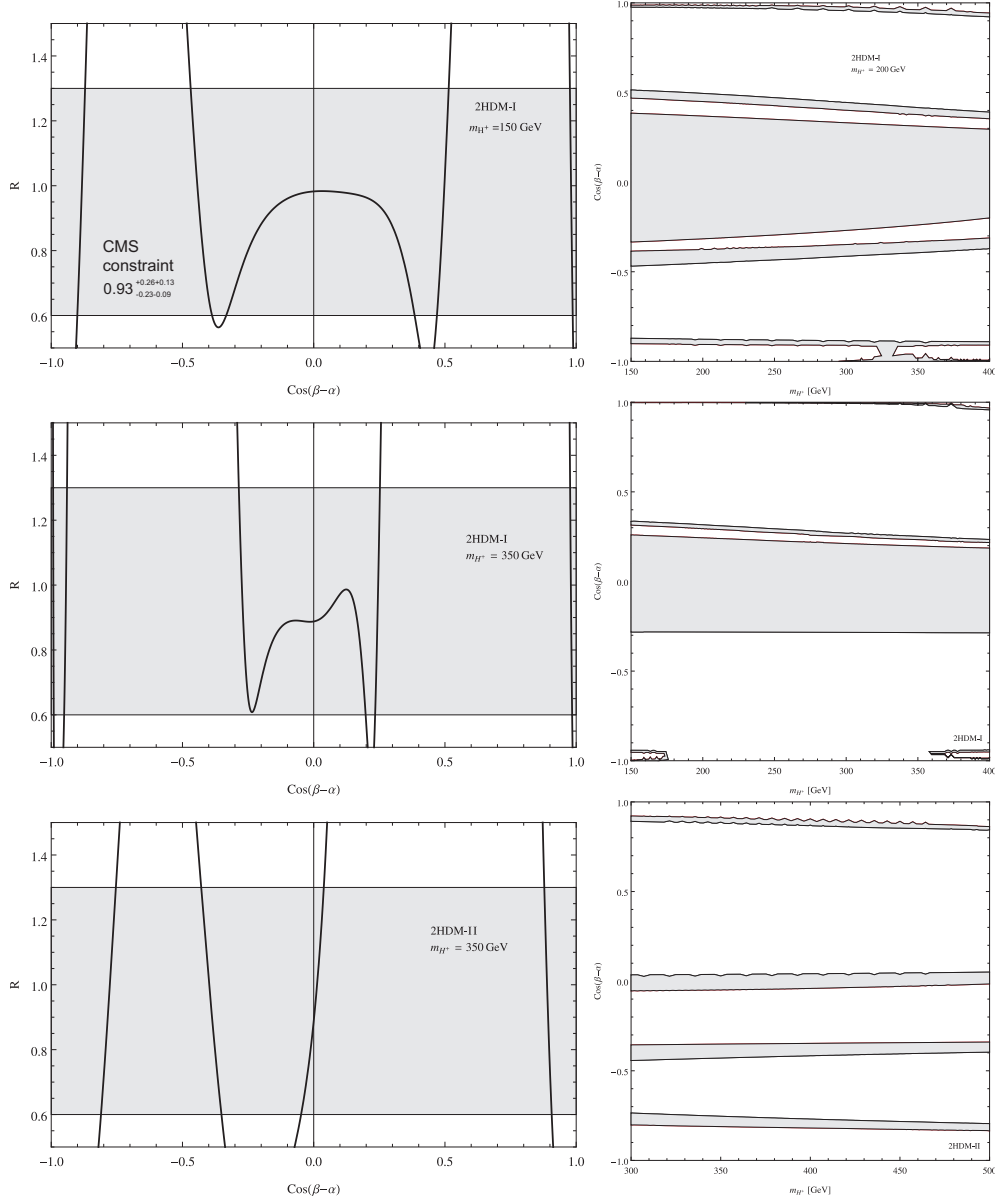 1.4
1.2
1.0
0.8
0.6
R
2HDM-I
m_H+ =150 GeV
CMS
constraint
0.93 +0.26+0.13
-0.23-0.09
−1.0 −0.5 0.0 0.5 1.0
Cos(β−α)
1.0
0.5
0.0
−0.5
−1.0
Cos(β−α)
2HDM-I
m_H+ = 200 GeV
150 200 250 300 350 400
m_H+ [GeV]
1.4
1.2
1.0
0.8
0.6
R
2HDM-I
m_H+ = 350 GeV
−1.0 −0.5 0.0 0.5 1.0
Cos(β−α)
1.0
0.5
0.0
−0.5
−1.0
Cos(β−α)
2HDM-I
150 200 250 300 350 400
m_H+ [GeV]
1.4
1.2
1.0
0.8
0.6
R
2HDM-II
m_H+ = 350 GeV
−1.0 −0.5 0.0 0.5 1.0
Cos(β−α)
1.0
0.5
0.0
−0.5
−1.0
Cos(β−α)
2HDM-II
300 350 400 450 500
m_H+ [GeV]